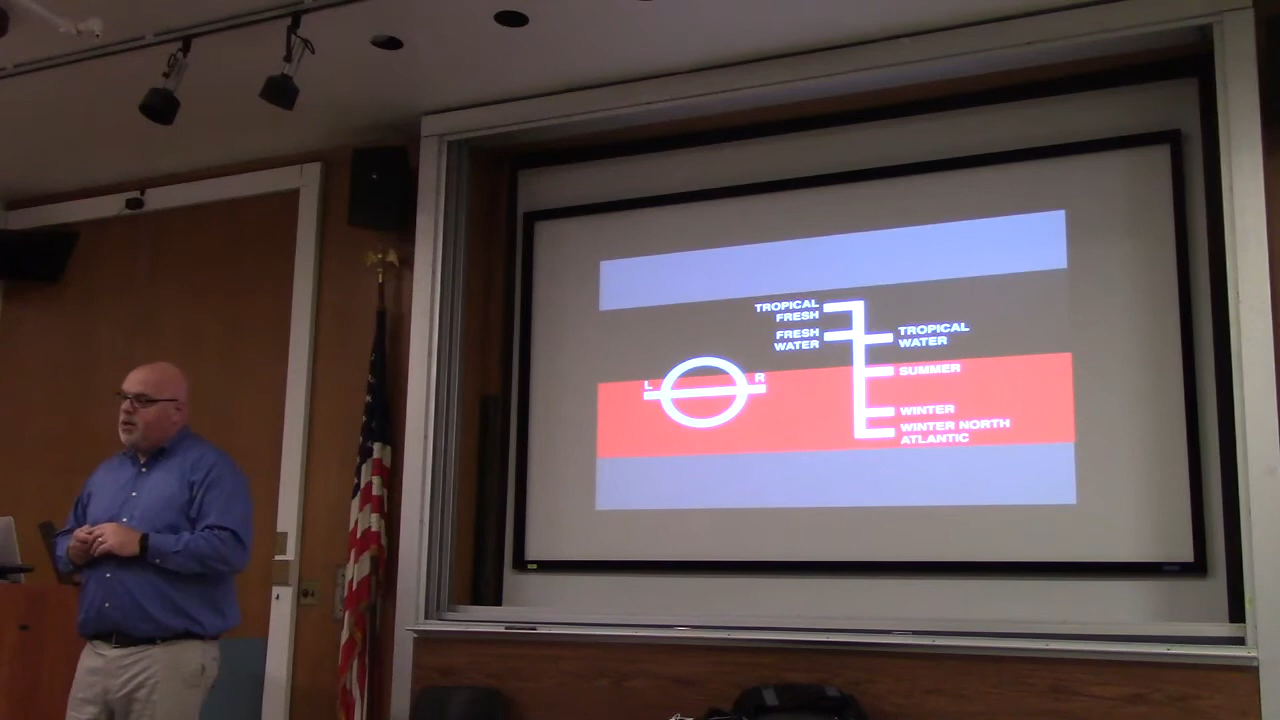 TROPICAL
FRESH
FRESH
WATER
TROPICAL
WATER
L
R
SUMMER
WINTER
WINTER NORTH
ATLANTIC